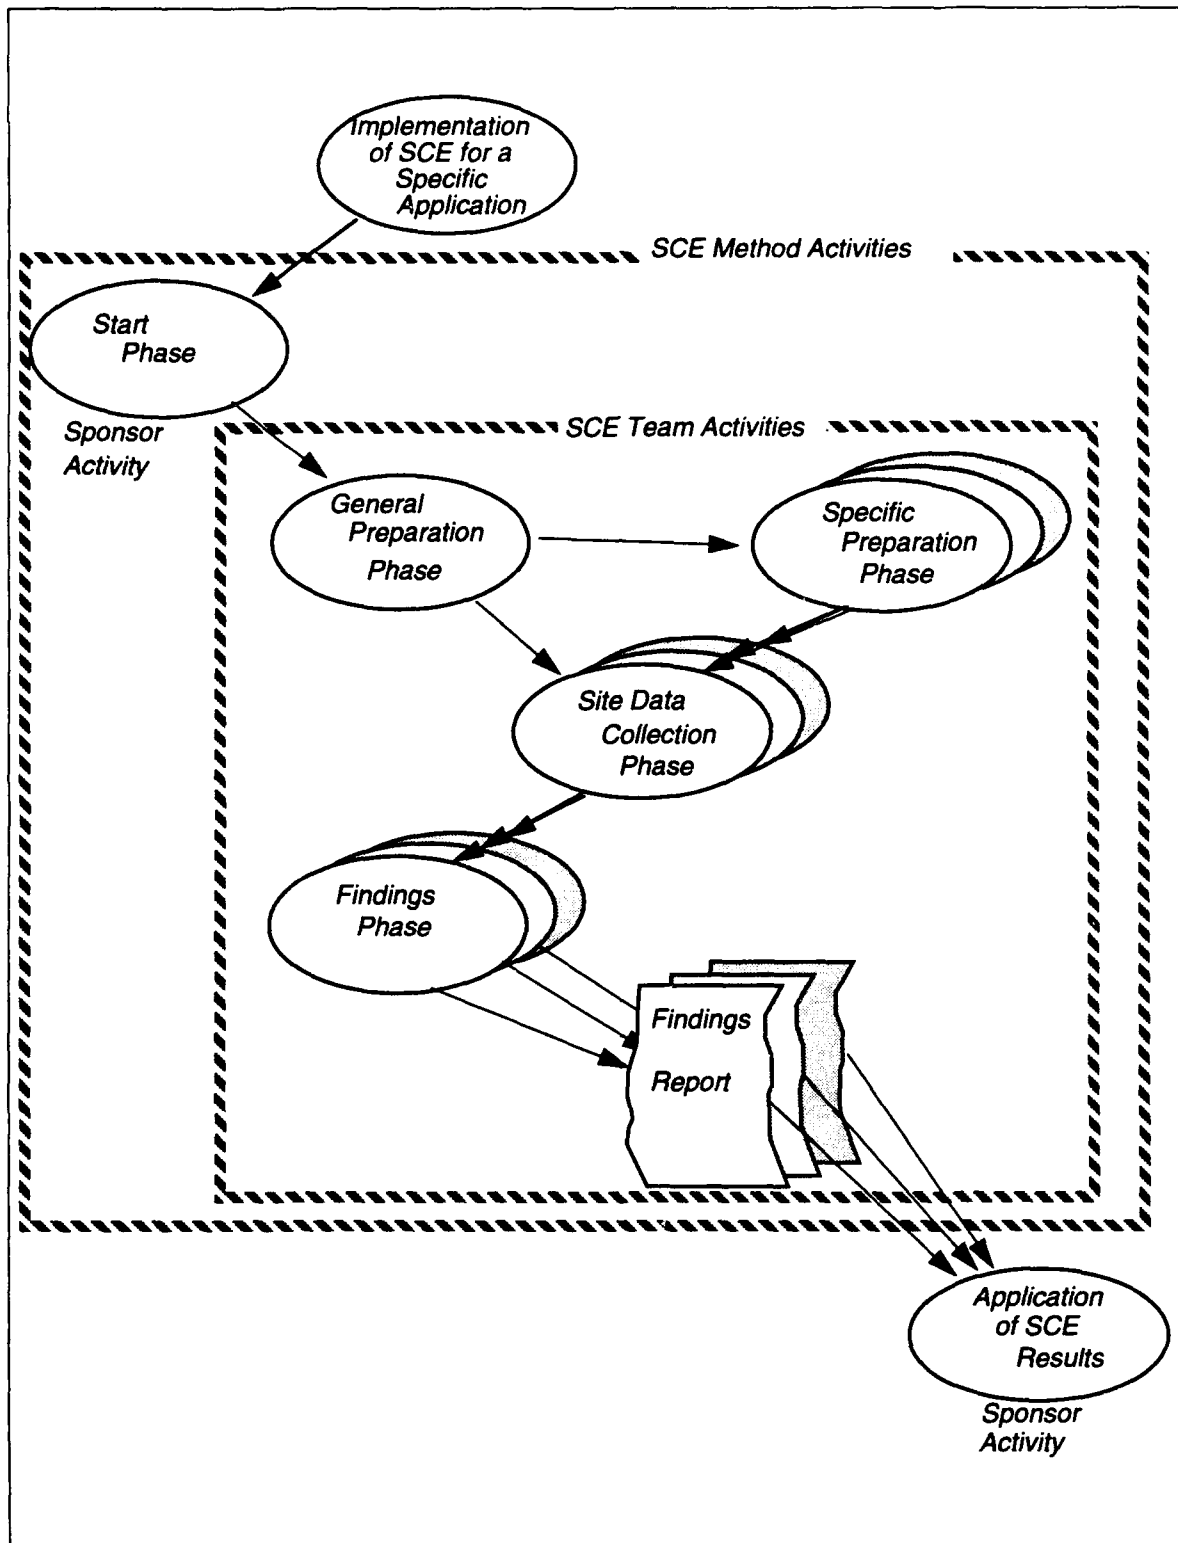 Implementation
of SCE for a
Specific
Application
SCE Method Activities
Start
Phase
Sponsor
Activity
SCE Team Activities
General
Preparation
Phase
Specific
Preparation
Phase
Site Data
Collection
Phase
Findings
Phase
Findings
Report
Application
of SCE
Results
Sponsor
Activity